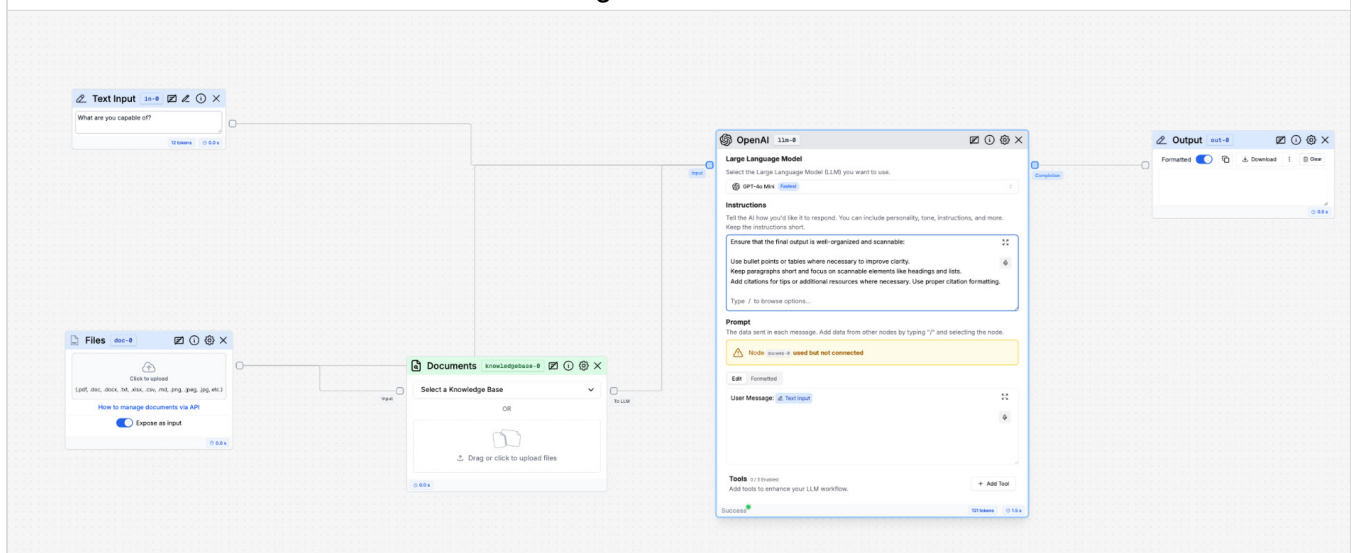 Text Input in-0
What are you capable of?
12 tokens 0.0 s
Files doc-0
Click to upload
(.pdf, .doc, .docx, .txt, .xlsx, .csv, .md, .png, .jpeg, .jpg, etc.)
How to manage documents via API
Expose as input
0.0 s
Documents knowledgebase-0
Input
Select a Knowledge Base
OR
Drag or click to upload files
To LLM
0.0 s
Input
OpenAI llm-0
Large Language Model
Select the Large Language Model (LLM) you want to use.
GPT-4o Mini Fastest
Instructions
Tell the AI how you'd like it to respond. You can include personality, tone, instructions, and more.
Keep the instructions short.
Ensure that the final output is well-organized and scannable:
Use bullet points or tables where necessary to improve clarity.
Keep paragraphs short and focus on scannable elements like headings and lists.
Add citations for tips or additional resources where necessary. Use proper citation formatting.
Type / to browse options...
Prompt
The data sent in each message. Add data from other nodes by typing "/" and selecting the node.
Node used but not connected
Edit Formatted
User Message: Text Input
Tools 0 / 5 Enabled
Add tools to enhance your LLM workflow.
+ Add Tool
Success
131 tokens 1.5 s
Completion
Output out-0
Formatted Download Clear
0.0 s